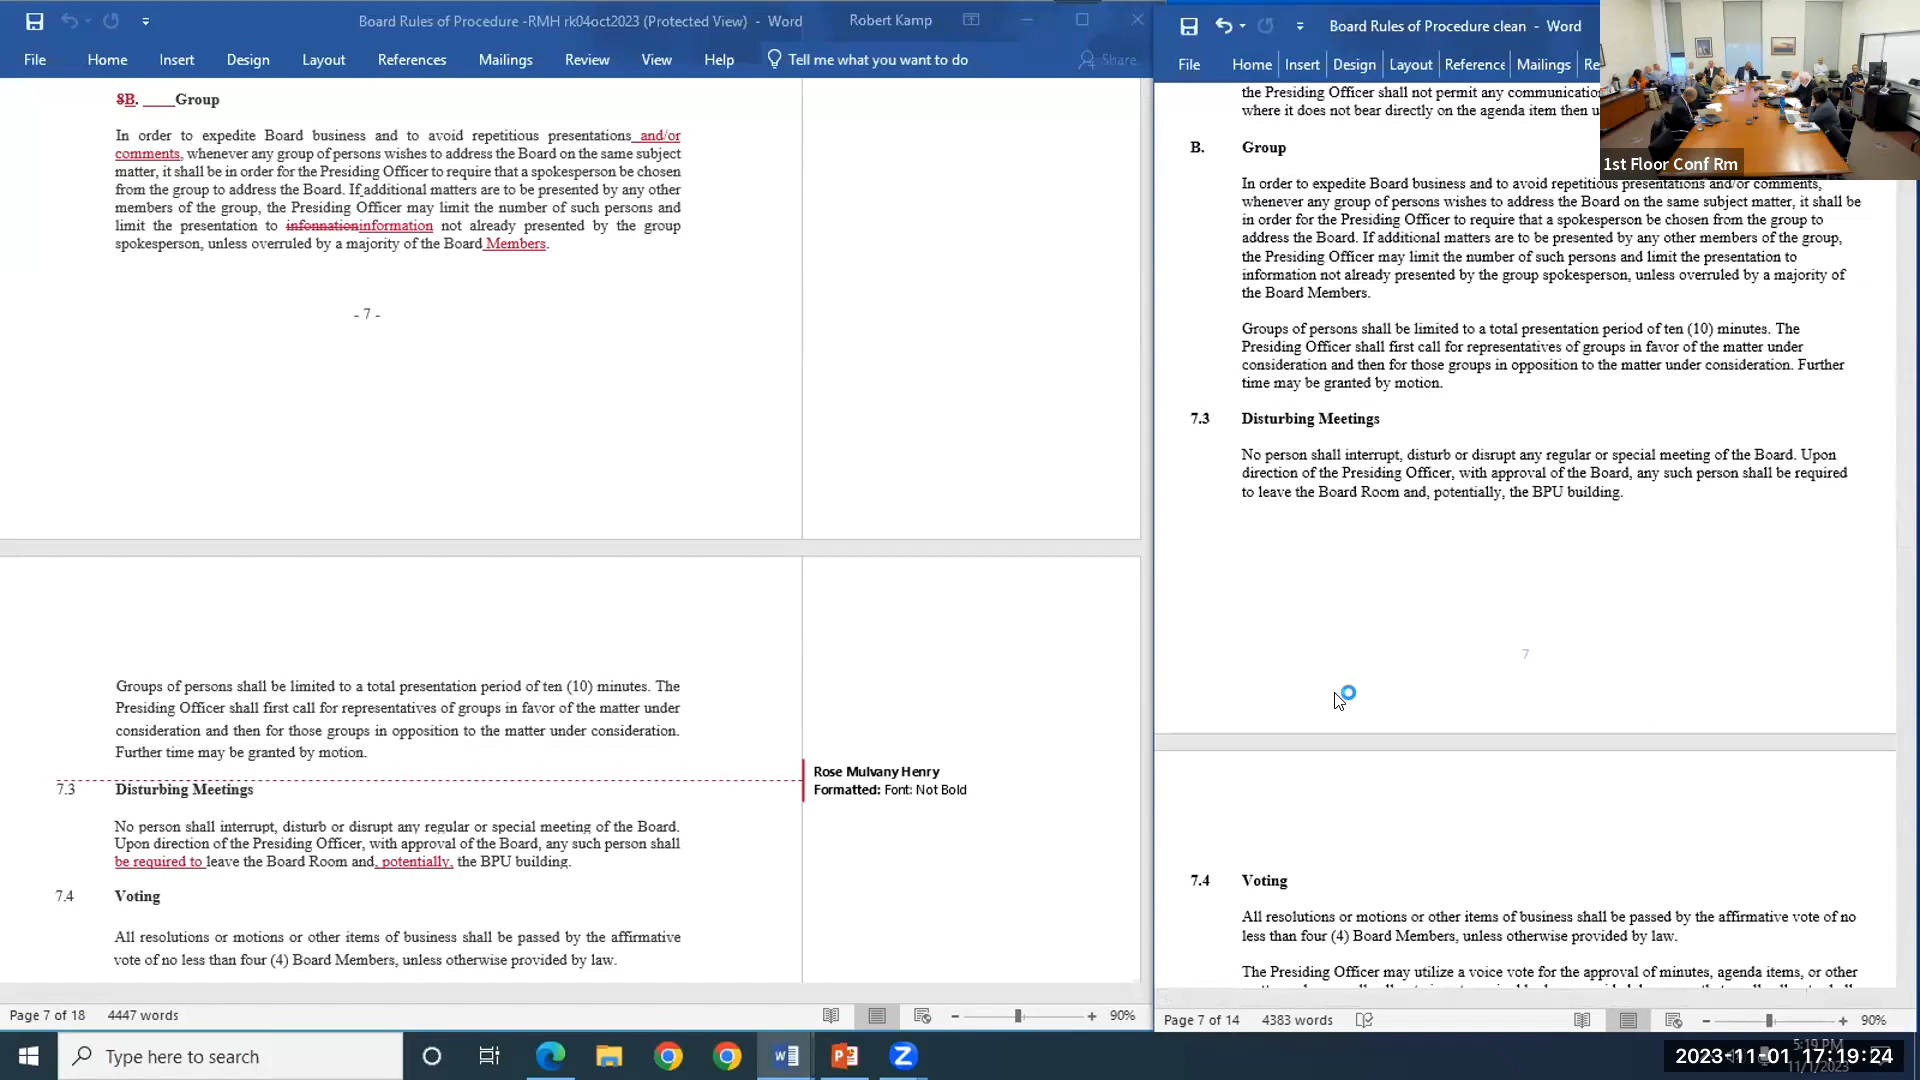 Board Rules of Procedure -RMH rk04oct2023 (Protected View) - Word
Robert Kamp
File Home Insert Design Layout References Mailings Review View Help Tell me what you want to do Share
8B. ____Group
In order to expedite Board business and to avoid repetitious presentations and/or
comments, whenever any group of persons wishes to address the Board on the same subject
matter, it shall be in order for the Presiding Officer to require that a spokesperson be chosen
from the group to address the Board. If additional matters are to be presented by any other
members of the group, the Presiding Officer may limit the number of such persons and
limit the presentation to infonnationinformation not already presented by the group
spokesperson, unless overruled by a majority of the Board Members.
- 7 -
Groups of persons shall be limited to a total presentation period of ten (10) minutes. The
Presiding Officer shall first call for representatives of groups in favor of the matter under
consideration and then for those groups in opposition to the matter under consideration.
Further time may be granted by motion.
Rose Mulvany Henry
Formatted: Font: Not Bold
7.3 Disturbing Meetings
No person shall interrupt, disturb or disrupt any regular or special meeting of the Board.
Upon direction of the Presiding Officer, with approval of the Board, any such person shall
be required to leave the Board Room and, potentially, the BPU building.
7.4 Voting
All resolutions or motions or other items of business shall be passed by the affirmative
vote of no less than four (4) Board Members, unless otherwise provided by law.
Page 7 of 18 4447 words 90%
Board Rules of Procedure clean - Word
File Home Insert Design Layout Reference Mailings Re
1st Floor Conf Rm
the Presiding Officer shall not permit any communication
where it does not bear directly on the agenda item then u
B. Group
In order to expedite Board business and to avoid repetitious presentations and/or comments,
whenever any group of persons wishes to address the Board on the same subject matter, it shall be
in order for the Presiding Officer to require that a spokesperson be chosen from the group to
address the Board. If additional matters are to be presented by any other members of the group,
the Presiding Officer may limit the number of such persons and limit the presentation to
information not already presented by the group spokesperson, unless overruled by a majority of
the Board Members.
Groups of persons shall be limited to a total presentation period of ten (10) minutes. The
Presiding Officer shall first call for representatives of groups in favor of the matter under
consideration and then for those groups in opposition to the matter under consideration. Further
time may be granted by motion.
7.3 Disturbing Meetings
No person shall interrupt, disturb or disrupt any regular or special meeting of the Board. Upon
direction of the Presiding Officer, with approval of the Board, any such person shall be required
to leave the Board Room and, potentially, the BPU building.
7
7.4 Voting
All resolutions or motions or other items of business shall be passed by the affirmative vote of no
less than four (4) Board Members, unless otherwise provided by law.
The Presiding Officer may utilize a voice vote for the approval of minutes, agenda items, or other
Page 7 of 14 4383 words 90%
Type here to search
5:19 PM
11/1/2023
2023-11-01 17:19:24